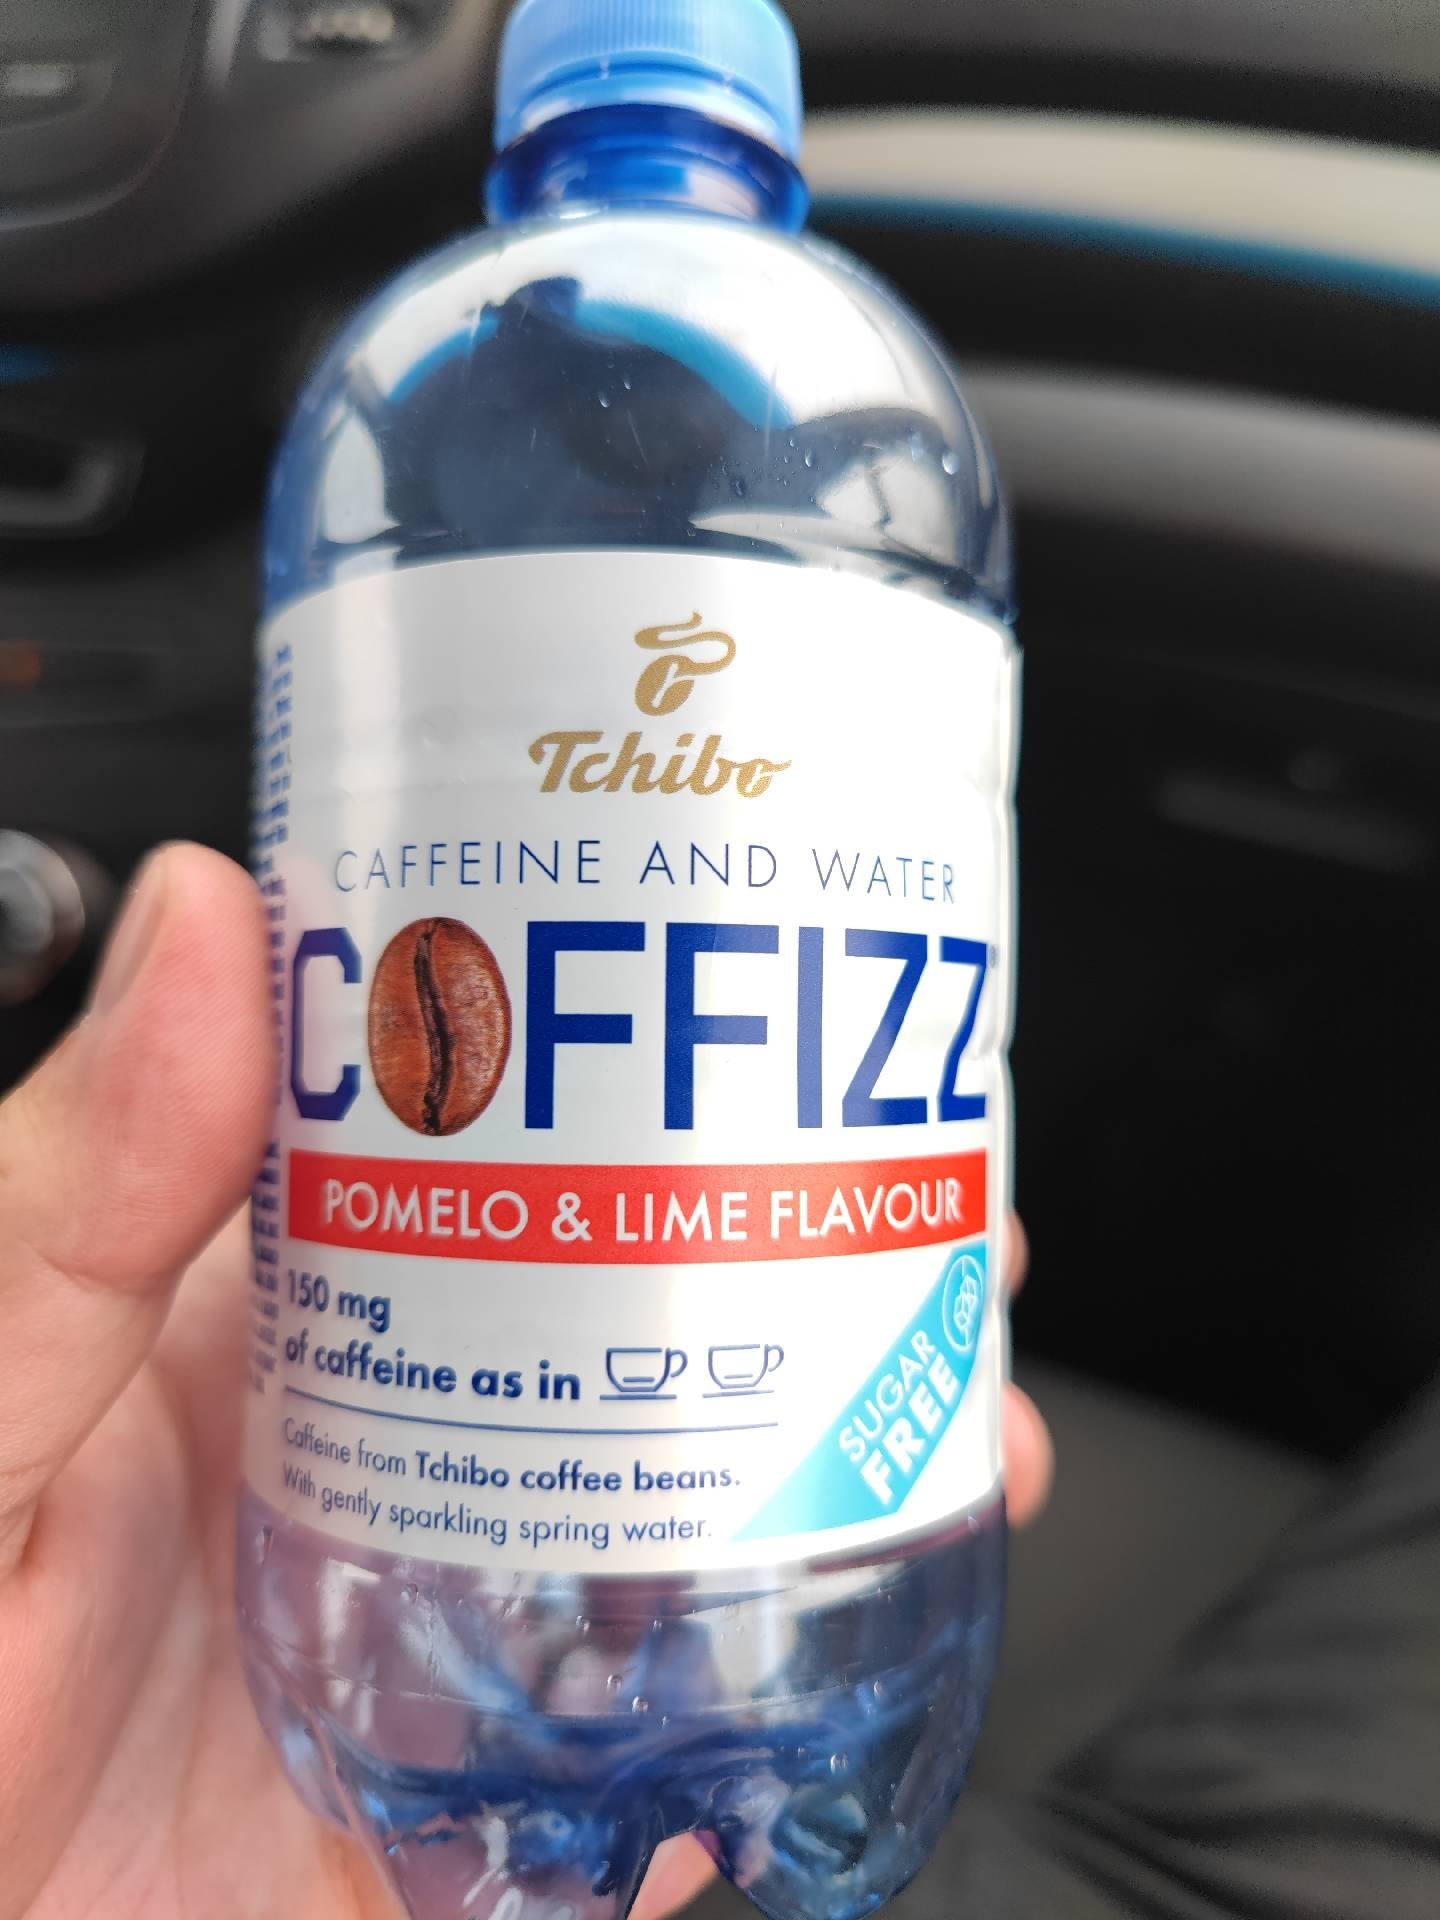 Tchibo
CAFFEINE AND WATER
COFFIZZ
POMELO & LIME FLAVOUR
150 mg
of caffeine as in
SUGAR
FREE
Caffeine from Tchibo coffee beans.
With gently sparkling spring water.